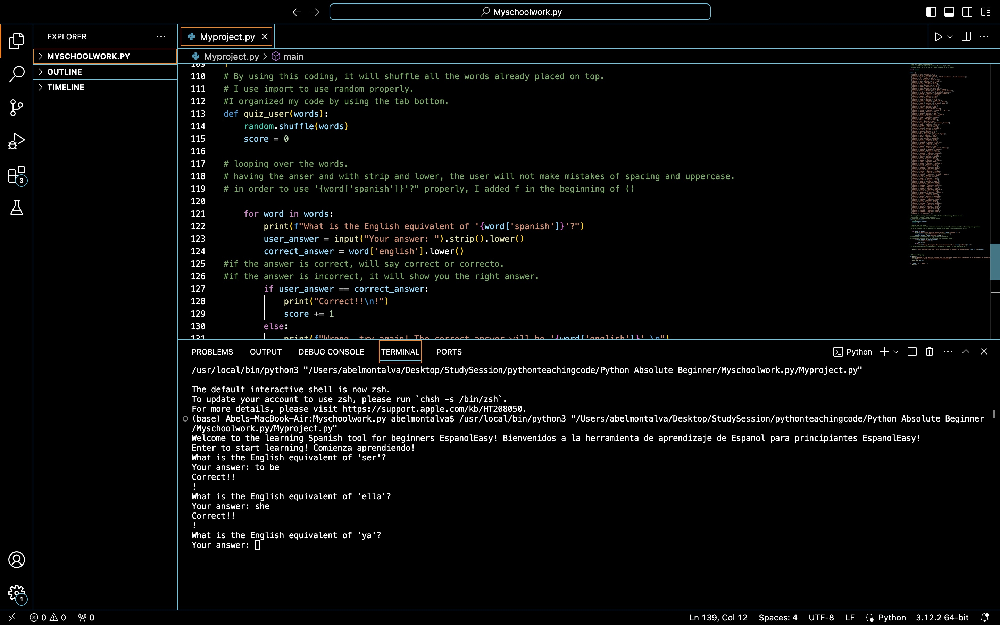 Myschoolwork.py
EXPLORER
MYSCHOOLWORK.PY
OUTLINE
TIMELINE
3
1
Myproject.py
Myproject.py > main
109 ]
110 # By using this coding, it will shuffle all the words already placed on top.
111 # I use import to use random properly.
112 #I organized my code by using the tab bottom.
113 def quiz_user(words):
114 random.shuffle(words)
115 score = 0
116
117 # looping over the words.
118 # having the anser and with strip and lower, the user will not make mistakes of spacing and uppercase.
119 # in order to use '{word['spanish']}'?" properly, I added f in the beginning of ()
120
121 for word in words:
122 print(f"What is the English equivalent of '{word['spanish']}'?")
123 user_answer = input("Your answer: ").strip().lower()
124 correct_answer = word['english'].lower()
125 #if the answer is correct, will say correct or correcto.
126 #if the answer is incorrect, it will show you the right answer.
127 if user_answer == correct_answer:
128 print("Correct!!\n!")
129 score += 1
130 else:
131 print(f"Wrong, try again! The correct answer will be '{word['english']}' \n")
PROBLEMS OUTPUT DEBUG CONSOLE TERMINAL PORTS Python
/usr/local/bin/python3 "/Users/abelmontalva/Desktop/StudySession/pythonteachingcode/Python Absolute Beginner/Myschoolwork.py/Myproject.py"
The default interactive shell is now zsh.
To update your account to use zsh, please run `chsh -s /bin/zsh`.
For more details, please visit https://support.apple.com/kb/HT208050.
(base) Abels-MacBook-Air:Myschoolwork.py abelmontalva$ /usr/local/bin/python3 "/Users/abelmontalva/Desktop/StudySession/pythonteachingcode/Python Absolute Beginner
/Myschoolwork.py/Myproject.py"
Welcome to the learning Spanish tool for beginners EspanolEasy! Bienvenidos a la herramienta de aprendizaje de Espanol para principiantes EspanolEasy!
Enter to start learning! Comienza aprendiendo!
What is the English equivalent of 'ser'?
Your answer: to be
Correct!!
!
What is the English equivalent of 'ella'?
Your answer: she
Correct!!
!
What is the English equivalent of 'ya'?
Your answer:
0 0 0 Ln 139, Col 12 Spaces: 4 UTF-8 LF Python 3.12.2 64-bit